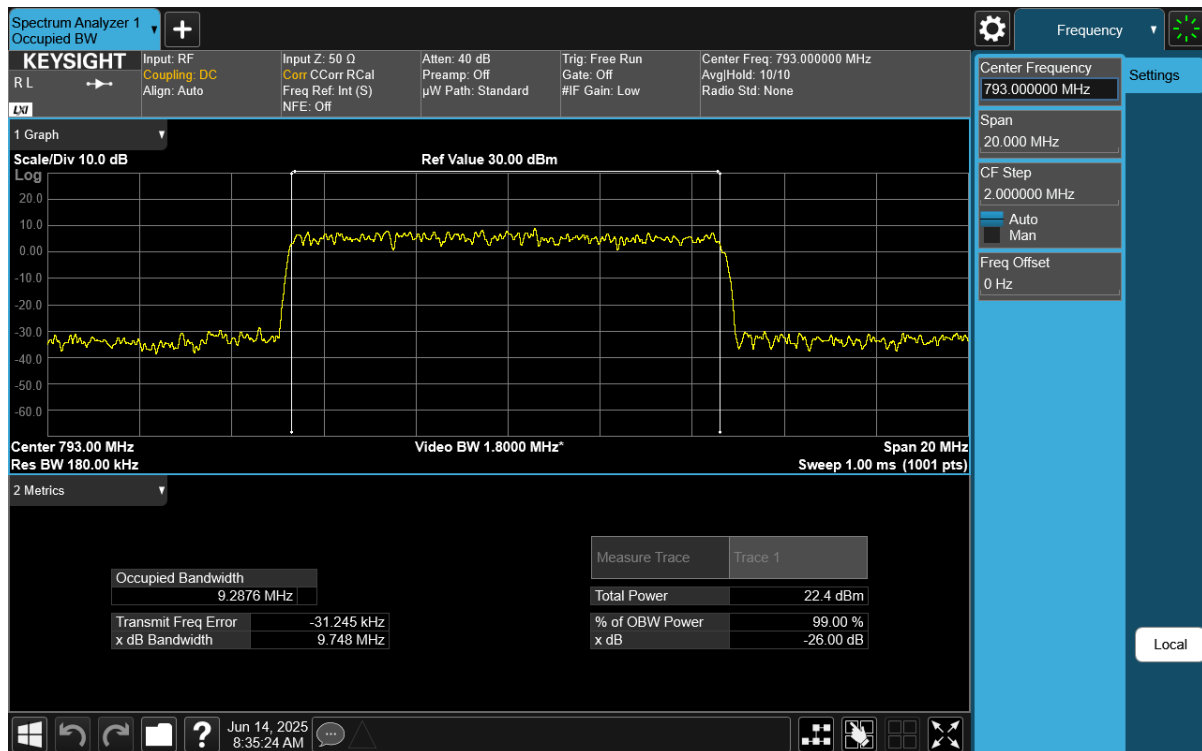 Spectrum Analyzer 1
Occupied BW
Frequency
KEYSIGHT
R L
LXI
Input: RF
Coupling: DC
Align: Auto
Input Z: 50 Ω
Corr CCorr RCal
Freq Ref: Int (S)
NFE: Off
Atten: 40 dB
Preamp: Off
µW Path: Standard
Trig: Free Run
Gate: Off
#IF Gain: Low
Center Freq: 793.000000 MHz
Avg|Hold: 10/10
Radio Std: None
Center Frequency
793.000000 MHz
Settings
Span
20.000 MHz
CF Step
2.000000 MHz
Auto
Man
Freq Offset
0 Hz
Local
1 Graph
Scale/Div 10.0 dB
Ref Value 30.00 dBm
Log
20.0
10.0
0.00
-10.0
-20.0
-30.0
-40.0
-50.0
-60.0
Center 793.00 MHz
Video BW 1.8000 MHz*
Span 20 MHz
Res BW 180.00 kHz
Sweep 1.00 ms (1001 pts)
2 Metrics
Measure Trace
Trace 1
Occupied Bandwidth
9.2876 MHz
Total Power
22.4 dBm
Transmit Freq Error
-31.245 kHz
% of OBW Power
99.00 %
x dB Bandwidth
9.748 MHz
x dB
-26.00 dB
?
Jun 14, 2025
8:35:24 AM